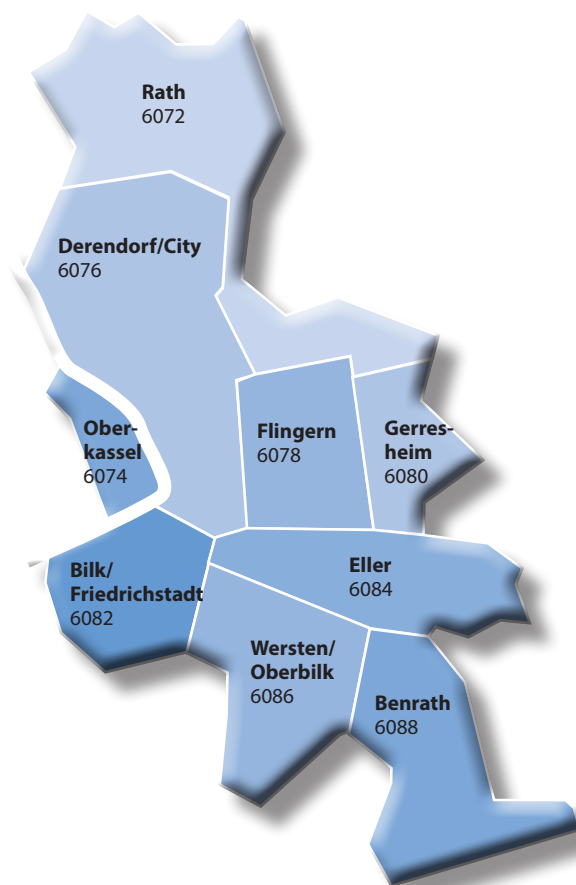 Rath
6072
Derendorf/City
6076
Ober-
kassel
6074
Flingern
6078
Gerres-
heim
6080
Bilk/
Friedrichstadt
6082
Eller
6084
Wersten/
Oberbilk
6086
Benrath
6088